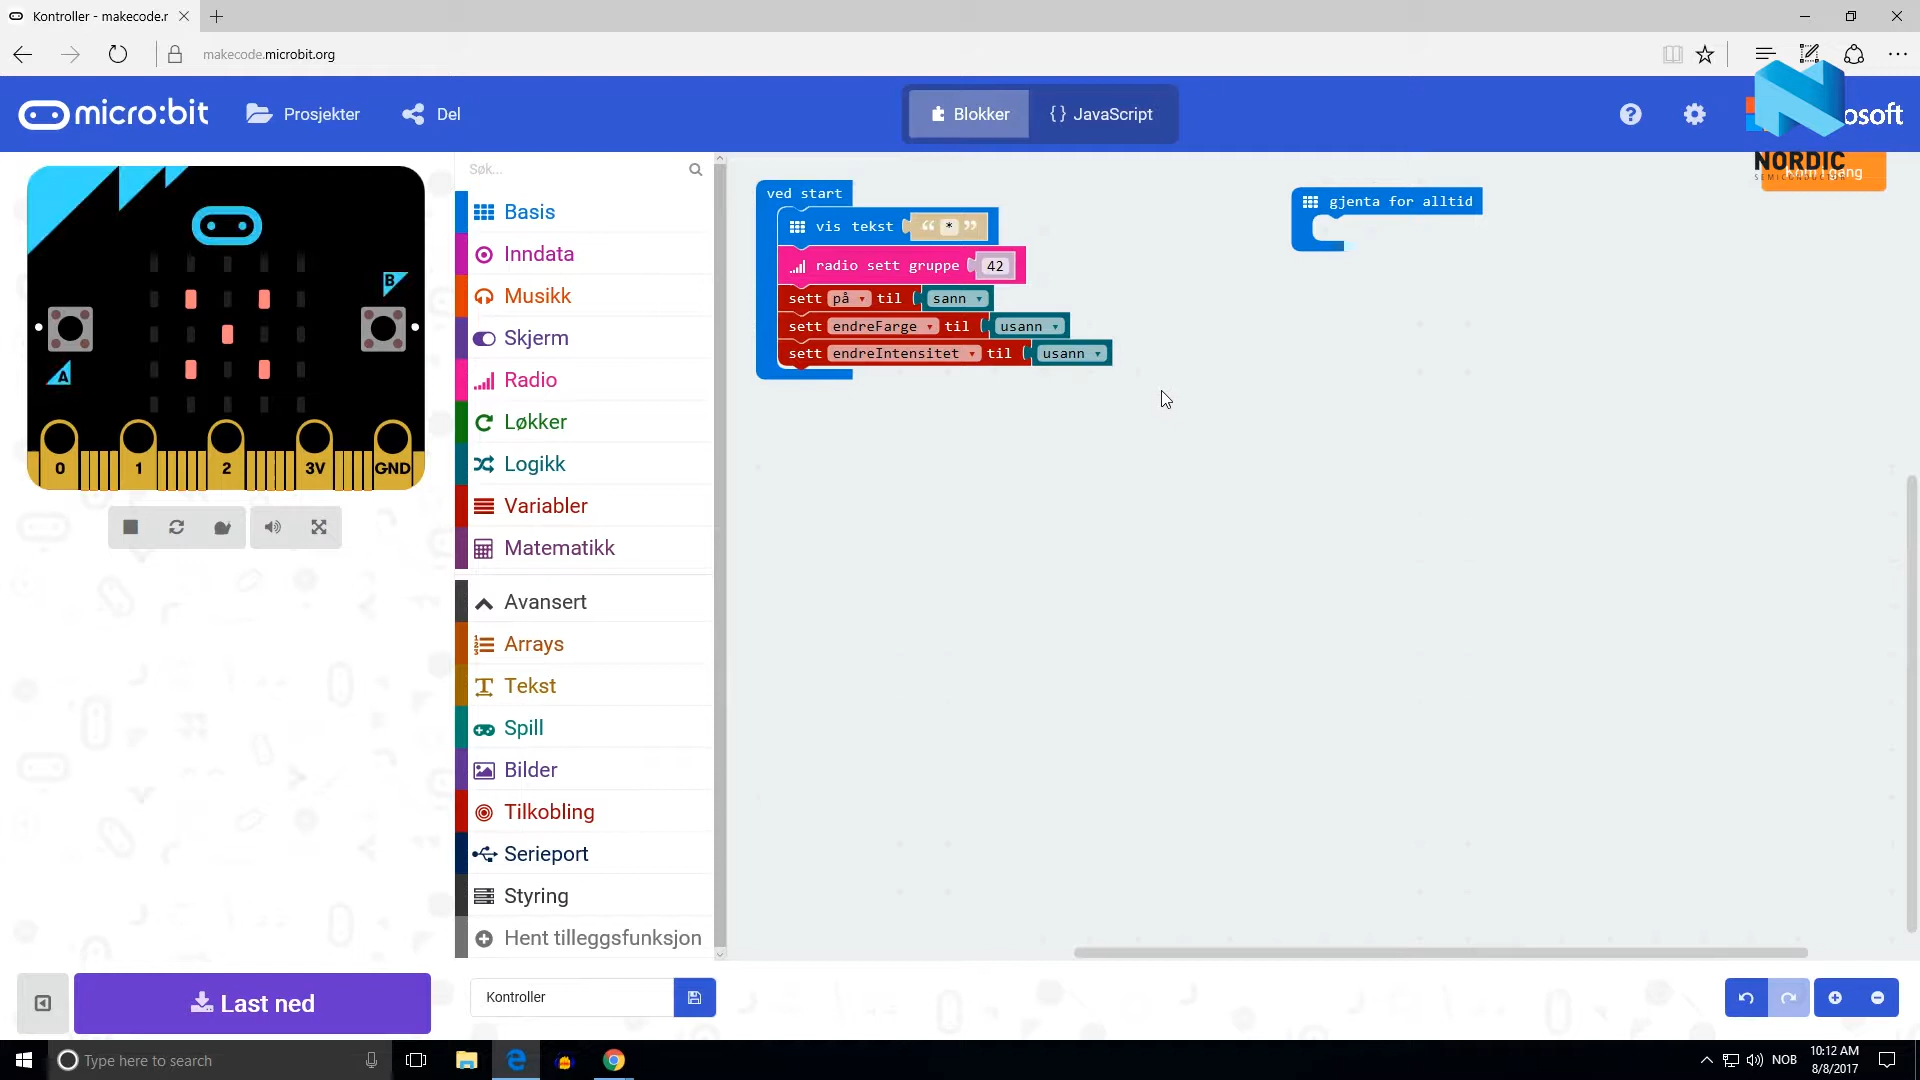 Kontroller - makecode.r
makecode.microbit.org
micro:bit
Prosjekter
Del
Blokker
{ } JavaScript
osoft
NORDIC
SEMICONDUCTOR
gang
B
A
0
1
2
3V
GND
Søk...
Basis
Inndata
Musikk
Skjerm
Radio
Løkker
Logikk
Variabler
Matematikk
Avansert
Arrays
Tekst
Spill
Bilder
Tilkobling
Serieport
Styring
Hent tilleggsfunksjon
ved start
vis tekst " * "
radio sett gruppe 42
sett på til sann
sett endreFarge til usann
sett endreIntensitet til usann
gjenta for alltid
Last ned
Kontroller
Type here to search
NOB
10:12 AM
8/8/2017